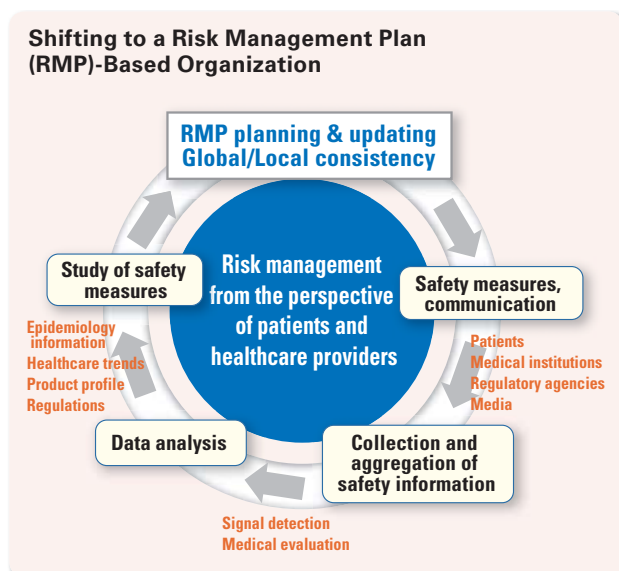 Shifting to a Risk Management Plan
(RMP)-Based Organization
RMP planning & updating
Global/Local consistency
Study of safety
measures
Risk management
from the perspective
of patients and
healthcare providers
Safety measures,
communication
Epidemiology
information
Healthcare trends
Product profile
Regulations
Patients
Medical institutions
Regulatory agencies
Media
Data analysis
Collection and
aggregation of
safety information
Signal detection
Medical evaluation